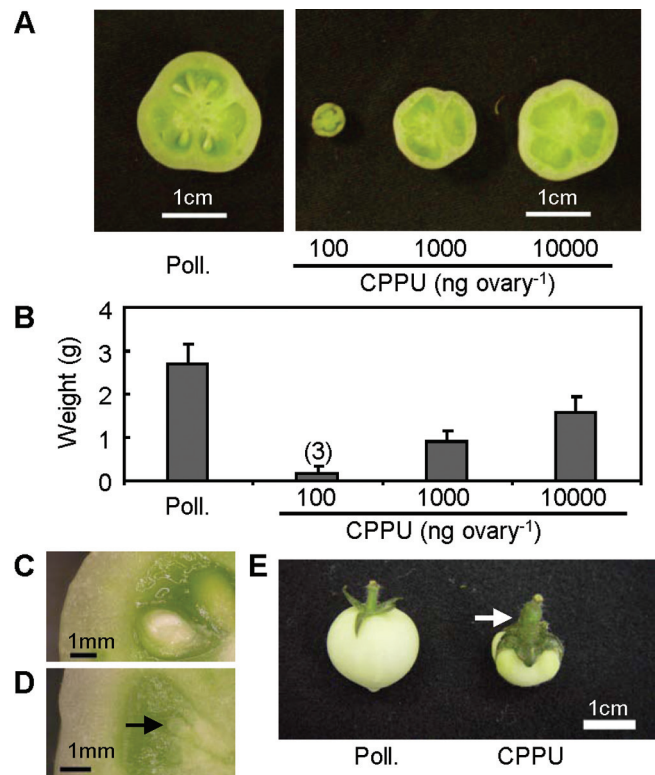 A
1cm
1cm
Poll.
100 1000 10000
CPPU (ng ovary-1)
B
Weight (g)
4
3
2
1
0
(3)
Poll.
100 1000 10000
CPPU (ng ovary-1)
C
1mm
D
1mm
E
1cm
Poll. CPPU